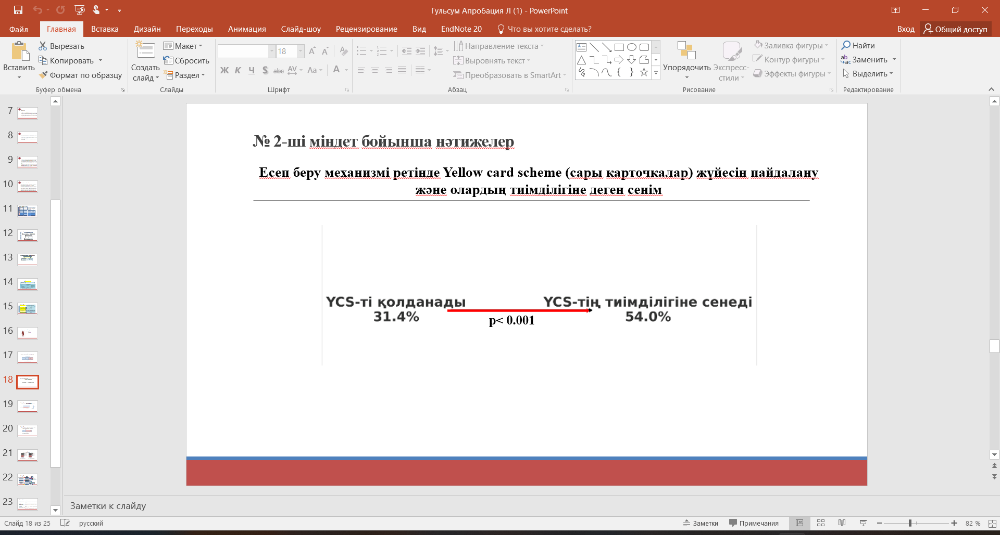 Гульсум Апробация Л (1) - PowerPoint
Файл Главная Вставка Дизайн Переходы Анимация Слайд-шоу Рецензирование Вид EndNote 20 Что вы хотите сделать? Вход Общий доступ
Вставить
Вырезать
Копировать
Формат по образцу
Буфер обмена
Создать слайд
Макет
Сбросить
Раздел
Слайды
18
Ж К Ч S abc AV Aa A
Шрифт
Направление текста
Выровнять текст
Преобразовать в SmartArt
Абзац
Упорядочить
Экспресс-стили
Заливка фигуры
Контур фигуры
Эффекты фигуры
Рисование
Найти
Заменить
Выделить
Редактирование
7
8
9
10
11
12
13
14
15
16
17
18
19
20
21
22
23
№ 2-ші міндет бойынша нәтижелер
Есеп беру механизмі ретінде Yellow card scheme (сары карточкалар) жүйесін пайдалану
және олардың тиімділігіне деген сенім
YCS-ті қолданады YCS-тің тиімділігіне сенеді
31.4% 54.0%
p< 0.001
Заметки к слайду
Слайд 18 из 25 русский Заметки Примечания 82 %